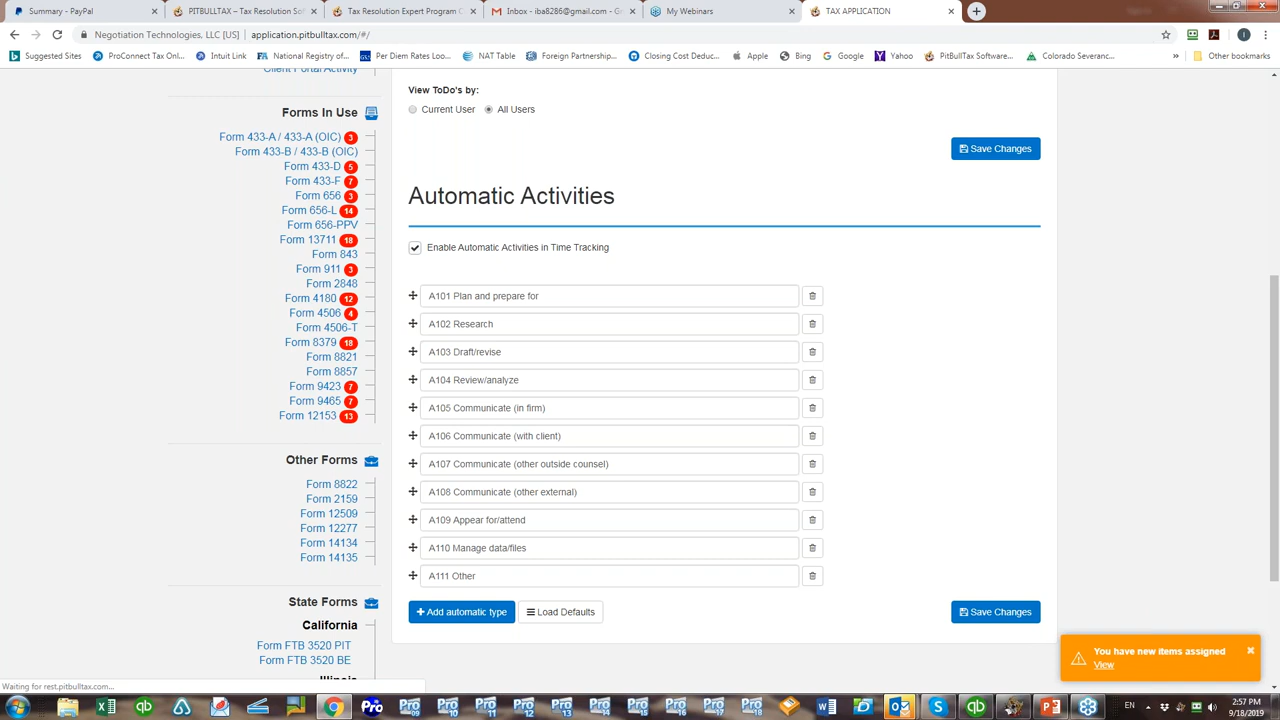 Summary - PayPal
PITBULLTAX – Tax Resolution Sof
Tax Resolution Expert Program C
Inbox - iba8286@gmail.com - G
My Webinars
TAX APPLICATION
Negotiation Technologies, LLC [US] | application.pitbulltax.com/#/
Suggested Sites
ProConnect Tax Onl...
Intuit Link
National Registry of...
Per Diem Rates Loo...
NAT Table
Foreign Partnership...
Closing Cost Deduc...
Apple
Bing
Google
Yahoo
PitBullTax Software...
Colorado Severanc...
Other bookmarks
Client Portal Activity
Forms In Use
Form 433-A / 433-A (OIC) 3
Form 433-B / 433-B (OIC)
Form 433-D 5
Form 433-F 7
Form 656 3
Form 656-L 14
Form 656-PPV
Form 13711 18
Form 843
Form 911 3
Form 2848
Form 4180 12
Form 4506 4
Form 4506-T
Form 8379 18
Form 8821
Form 8857
Form 9423 7
Form 9465 7
Form 12153 13
Other Forms
Form 8822
Form 2159
Form 12509
Form 12277
Form 14134
Form 14135
State Forms
California
Form FTB 3520 PIT
Form FTB 3520 BE
View ToDo's by:
Current User
All Users
Save Changes
Automatic Activities
Enable Automatic Activities in Time Tracking
A101 Plan and prepare for
A102 Research
A103 Draft/revise
A104 Review/analyze
A105 Communicate (in firm)
A106 Communicate (with client)
A107 Communicate (other outside counsel)
A108 Communicate (other external)
A109 Appear for/attend
A110 Manage data/files
A111 Other
Add automatic type
Load Defaults
Save Changes
You have new items assigned
View
Waiting for rest.pitbulltax.com...
EN
2:57 PM
9/18/2019